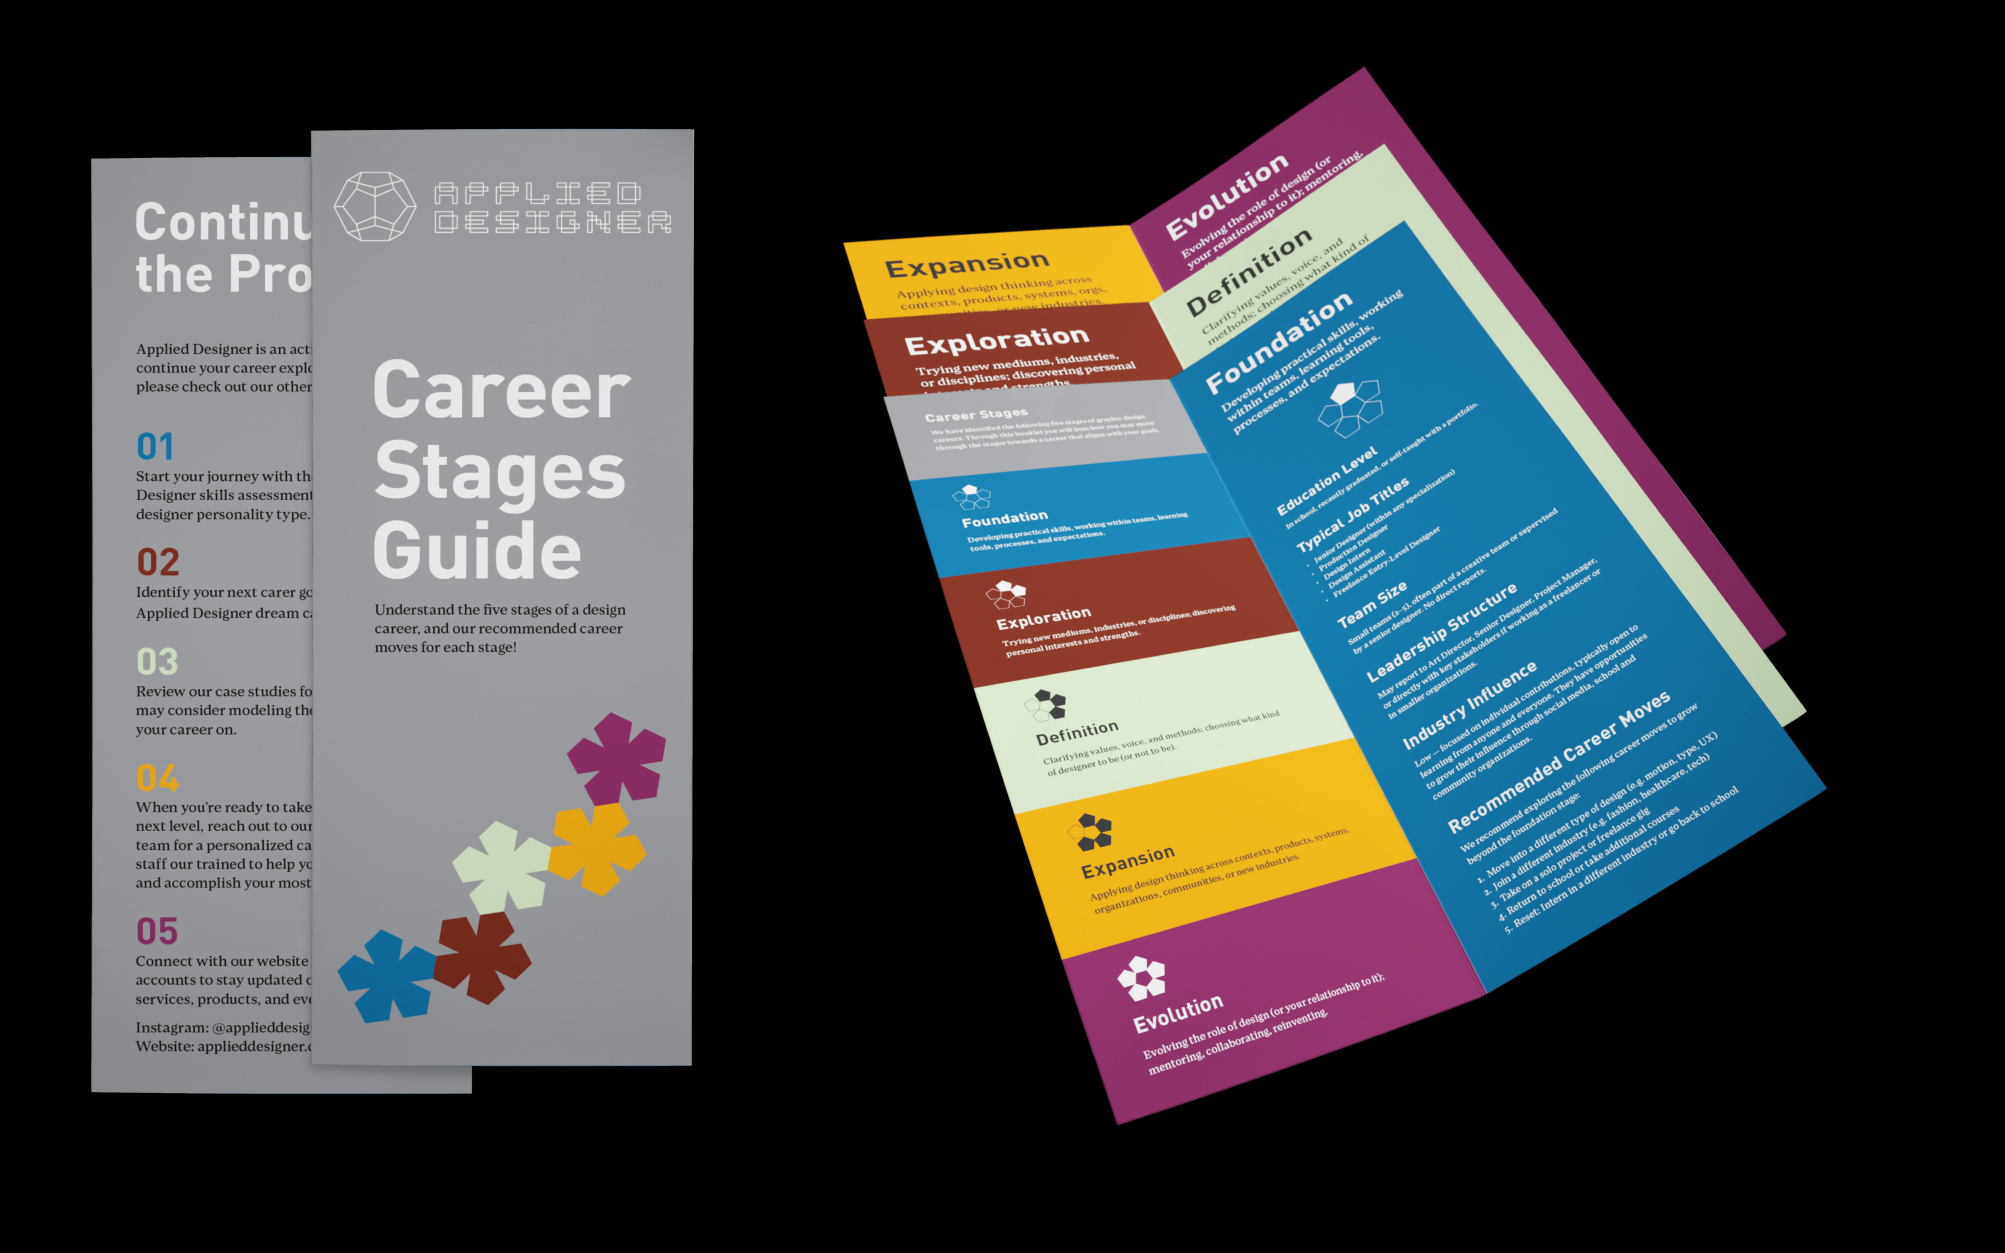 Continu
the Pro
Applied Designer is an acti
continue your career explo
please check out our other
01
Start your journey with th
Designer skills assessment
designer personality type.
02
Identify your next carer go
Applied Designer dream ca
03
Review our case studies fo
may consider modeling the
your career on.
04
When you're ready to take
next level, reach out to our
team for a personalized ca
staff our trained to help yo
and accomplish your most
05
Connect with our website
accounts to stay updated o
services, products, and eve
Instagram: @applieddesig
Website: applieddesigner.c
APPLIED
DESIGNER
Career
Stages
Guide
Understand the five stages of a design
career, and our recommended career
moves for each stage!
Expansion
Applying design thinking across
contexts, products, systems, orgs,
communities, or new industries.
Exploration
Trying new mediums, industries,
or disciplines; discovering personal
interests and strengths.
Career Stages
We have identified the following five stages of graphic design
careers. Through this booklet you will lean how you may move
through the stages towards a career that aligns with your goals.
Foundation
Developing practical skills, working within teams, learning
tools, processes, and expectations.
Exploration
Trying new mediums, industries, or disciplines; discovering
personal interests and strengths.
Definition
Clarifying values, voice, and methods; choosing what kind
of designer to be (or not to be).
Expansion
Applying design thinking across contexts, products, systems,
organizations, communities, or new industries.
Evolution
Evolving the role of design (or your relationship to it);
mentoring, collaborating, reinventing.
Evolution
Evolving the role of design (or
your relationship to it); mentoring,
Definition
Clarifying values, voice, and
methods; choosing what kind of
Foundation
Developing practical skills, working
within teams, learning tools,
processes, and expectations.
Education Level
In school, recently graduated, or self-taught with a portfolio.
Typical Job Titles
• Junior Designer (within any specialization)
• Production Designer
• Design Intern
• Design Assistant
• Freelance Entry-Level Designer
Team Size
Small teams (2–5), often part of a creative team or supervised
by a senior designer. No direct reports.
Leadership Structure
May report to Art Director, Senior Designer, Project Manager,
or directly with key stakeholders if working as a freelancer or
in smaller organizations.
Industry Influence
Low — focused on individual contributions, typically open to
learning from anyone and everyone. They have opportunities
to grow their influence through social media, school and
community organizations.
Recommended Career Moves
We recommend exploring the following career moves to grow
beyond the foundation stage:
1. Move into a different type of design (e.g. motion, type, UX)
2. Join a different industry (e.g. fashion, healthcare, tech)
3. Take on a solo project or freelance gig
4. Return to school or take additional courses
5. Reset: Intern in a different industry or go back to school